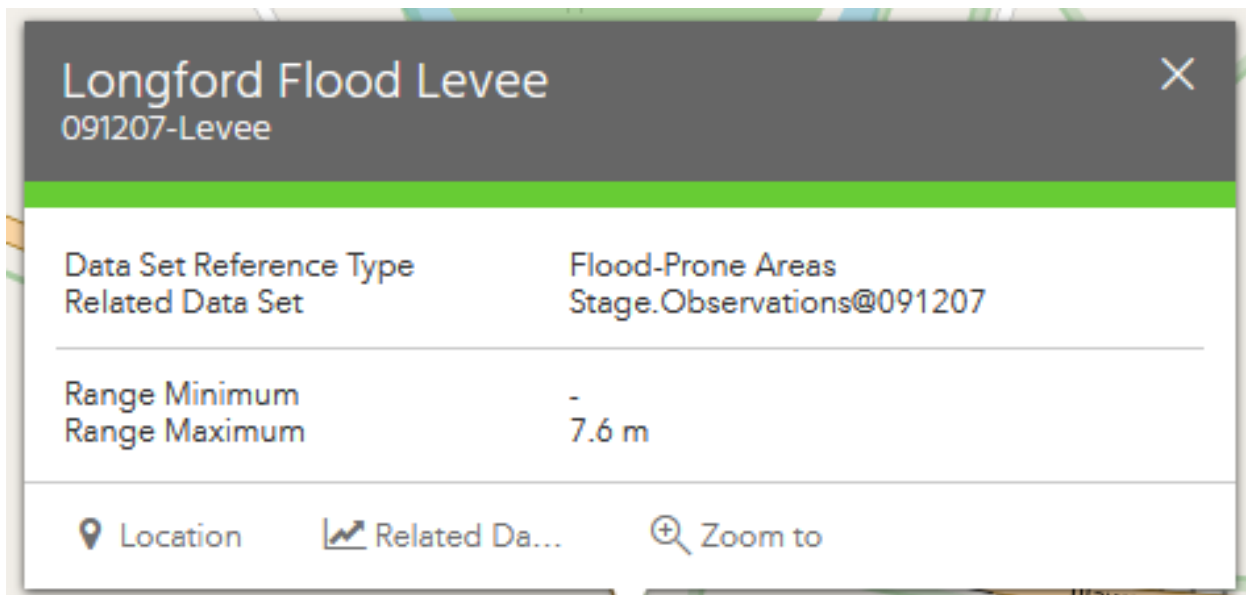 Longford Flood Levee
091207-Levee
Data Set Reference Type Flood-Prone Areas
Related Data Set Stage.Observations@091207
Range Minimum -
Range Maximum 7.6 m
Location Related Da... Zoom to